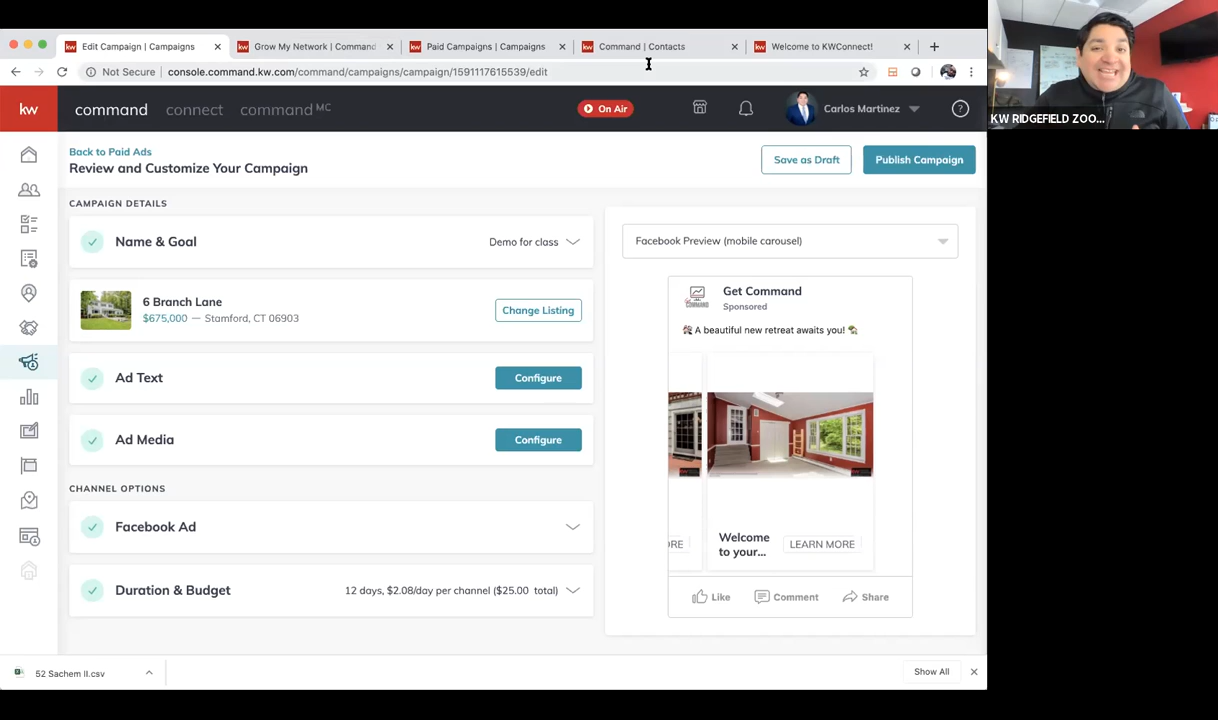 Edit Campaign | Campaigns
Grow My Network | Command
Paid Campaigns | Campaigns
Command | Contacts
Welcome to KWConnect!
Not Secure
console.command.kw.com/command/campaigns/campaign/1591117615539/edit
kw
command
connect
command MC
On Air
Carlos Martinez
KW RIDGEFIELD ZOO...
Back to Paid Ads
Review and Customize Your Campaign
Save as Draft
Publish Campaign
CAMPAIGN DETAILS
Name & Goal
Demo for class
6 Branch Lane
$675,000 — Stamford, CT 06903
Change Listing
Ad Text
Configure
Ad Media
Configure
CHANNEL OPTIONS
Facebook Ad
Duration & Budget
12 days, $2.08/day per channel ($25.00 total)
Facebook Preview (mobile carousel)
Get Command
Sponsored
A beautiful new retreat awaits you!
ORE
Welcome
to your...
LEARN MORE
Like
Comment
Share
52 Sachem II.csv
Show All